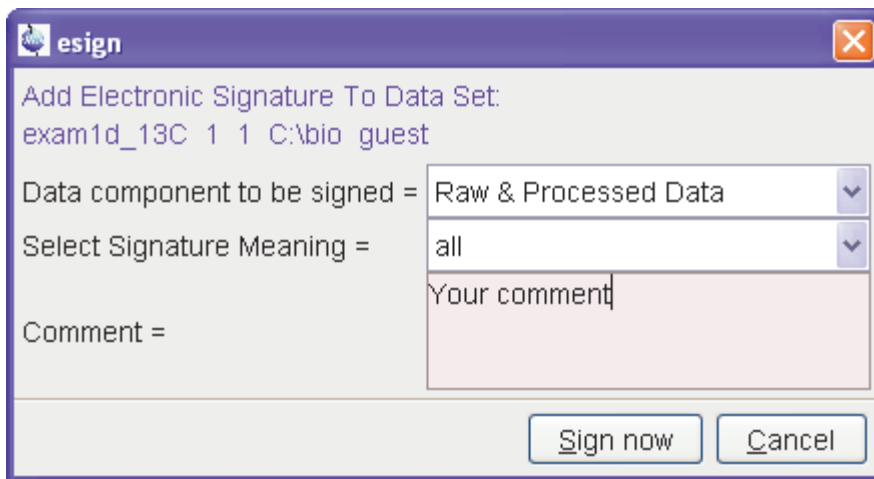 esign
Add Electronic Signature To Data Set:
exam1d_13C 1 1 C:\bio guest
Data component to be signed = Raw & Processed Data
Select Signature Meaning = all
Your comment
Comment =
Sign now Cancel